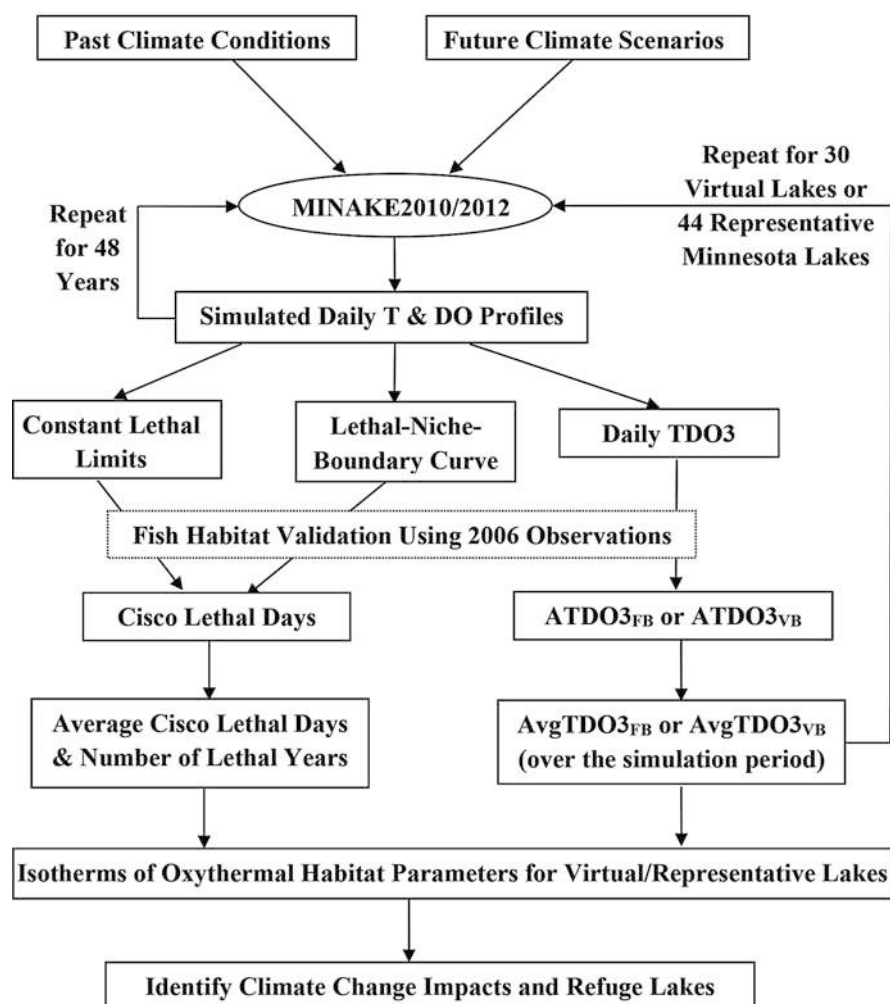 Past Climate Conditions
Future Climate Scenarios
Repeat for 30
Virtual Lakes or
44 Representative
Minnesota Lakes
MINAKE2010/2012
Repeat
for 48
Years
Simulated Daily T & DO Profiles
Constant Lethal
Limits
Lethal-Niche-
Boundary Curve
Daily TDO3
Fish Habitat Validation Using 2006 Observations
Cisco Lethal Days
ATDO3FB or ATDO3VB
Average Cisco Lethal Days
& Number of Lethal Years
AvgTDO3FB or AvgTDO3VB
(over the simulation period)
Isotherms of Oxythermal Habitat Parameters for Virtual/Representative Lakes
Identify Climate Change Impacts and Refuge Lakes